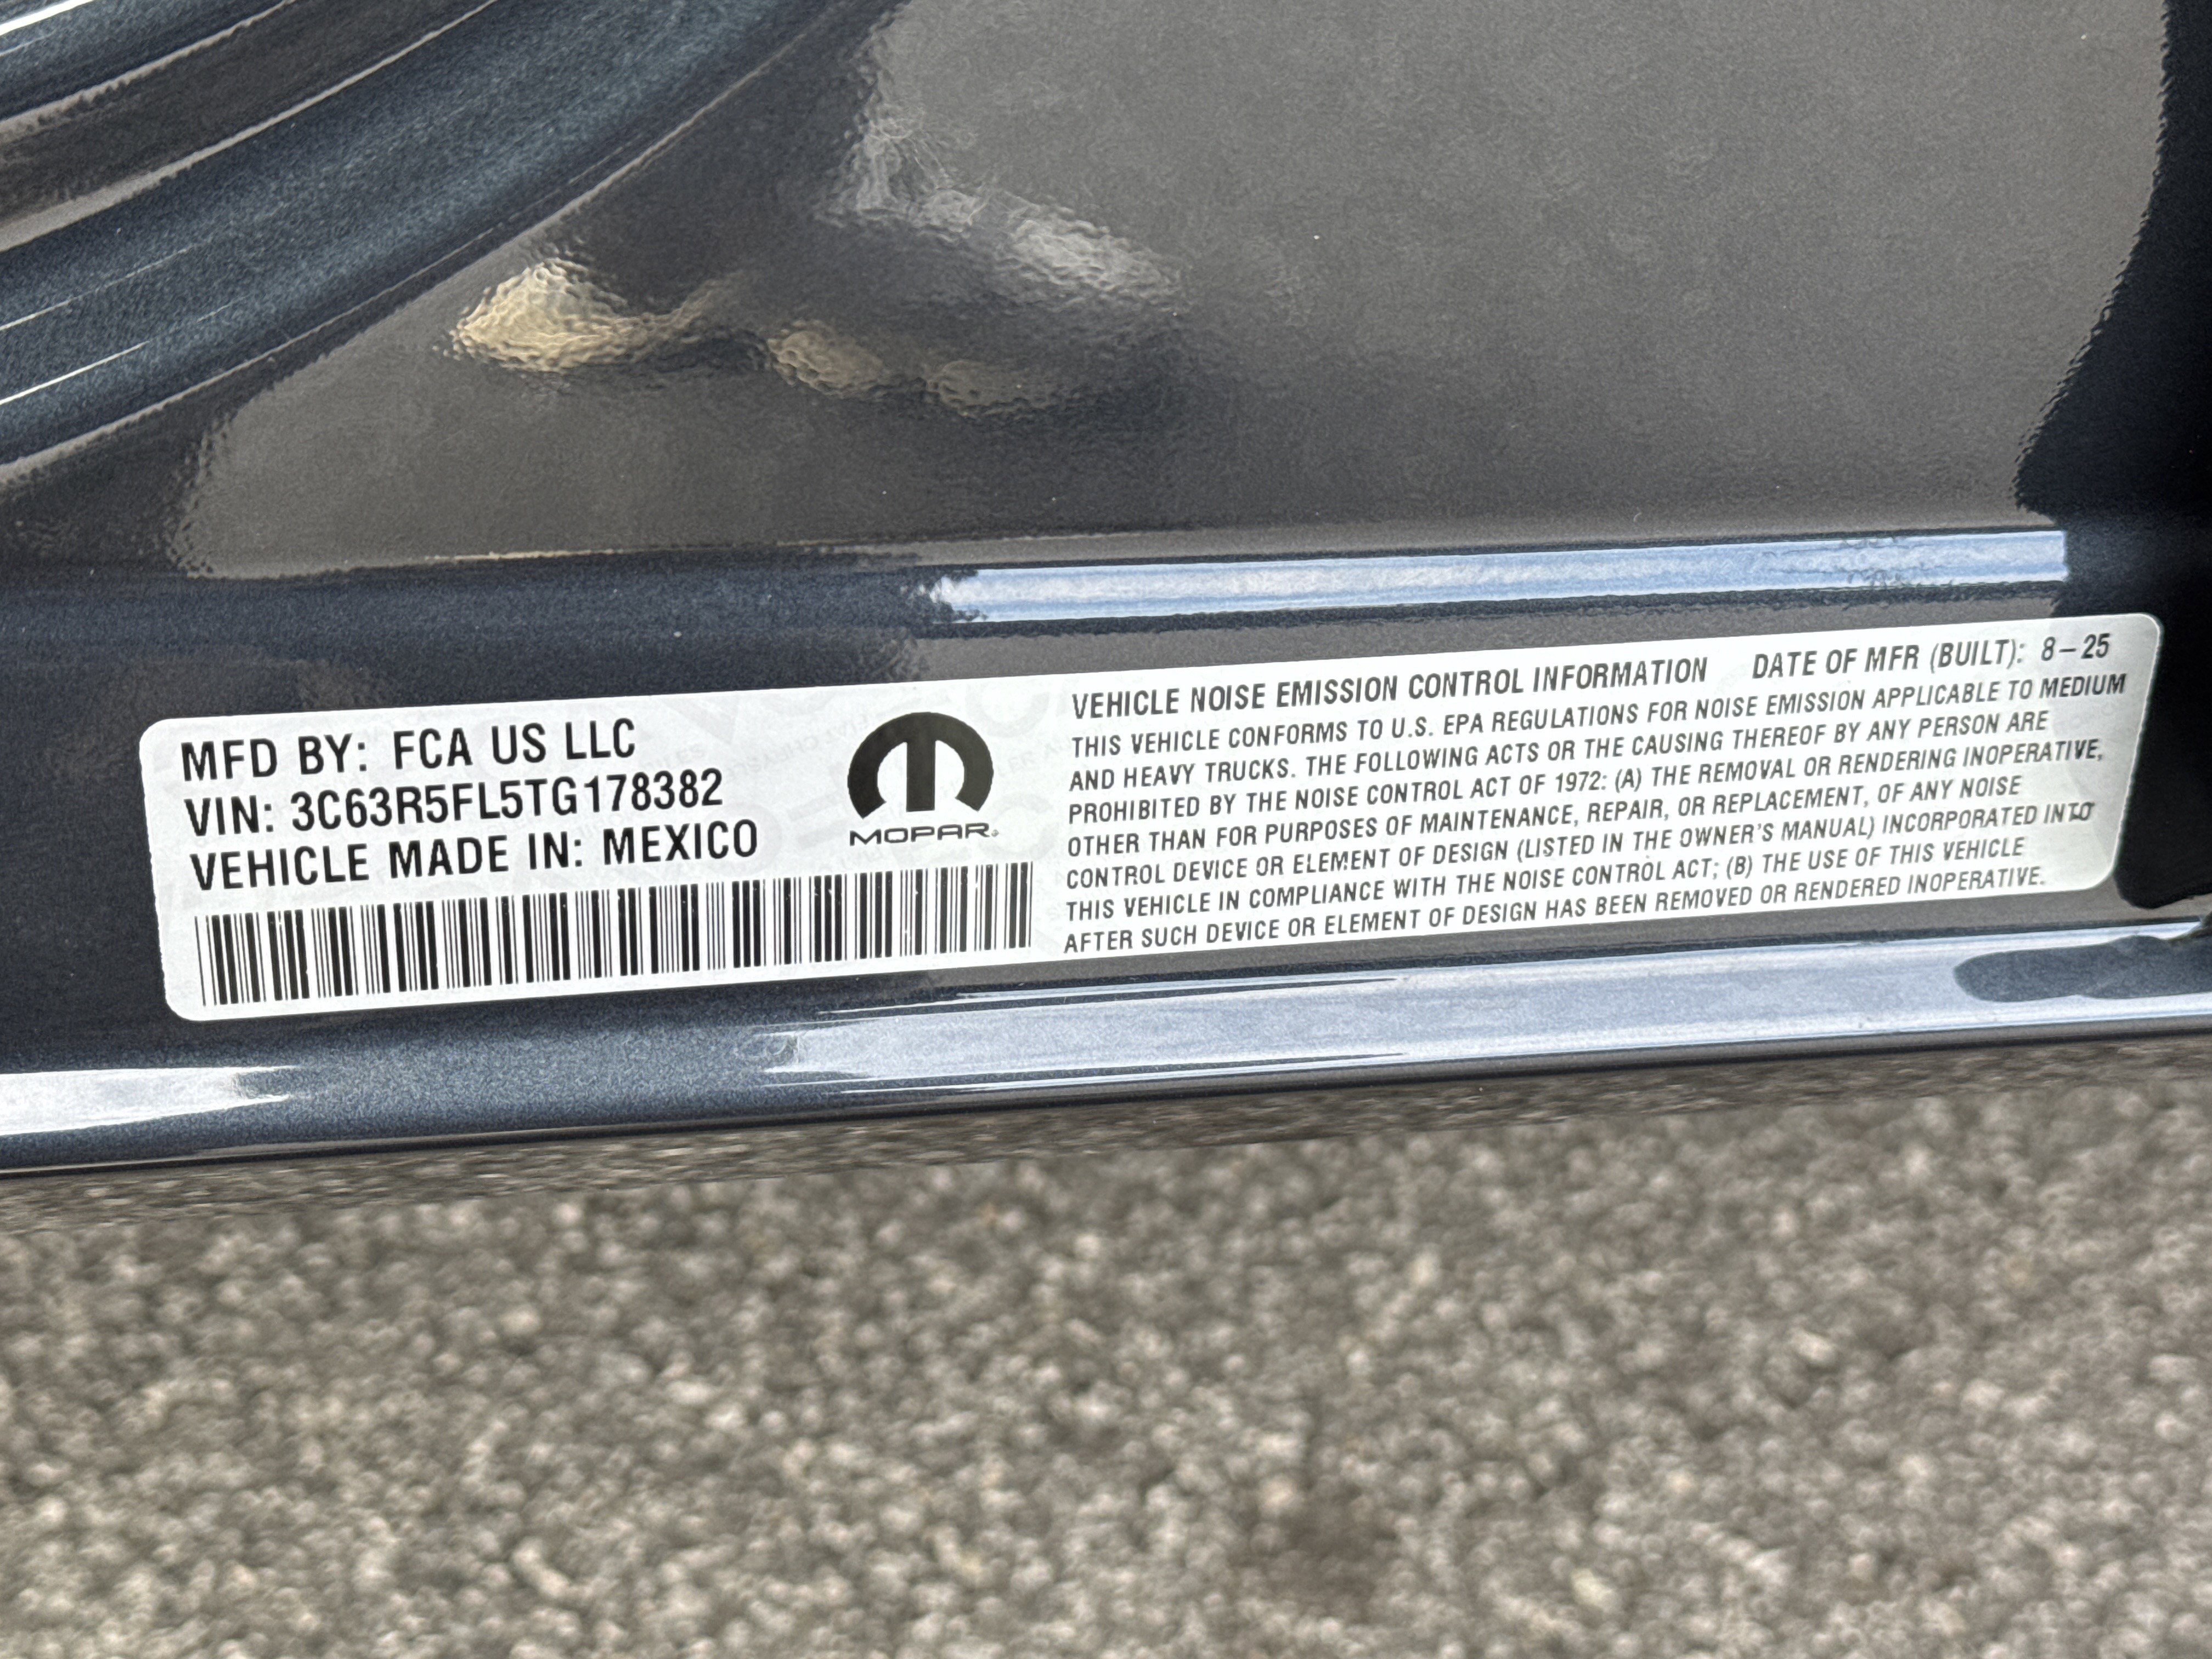 MFD BY: FCA US LLC
VIN: 3C63R5FL5TG178382
VEHICLE MADE IN: MEXICO
MOPAR
VEHICLE NOISE EMISSION CONTROL INFORMATION DATE OF MFR (BUILT): 8-25
THIS VEHICLE CONFORMS TO U.S. EPA REGULATIONS FOR NOISE EMISSION APPLICABLE TO MEDIUM
AND HEAVY TRUCKS. THE FOLLOWING ACTS OR THE CAUSING THEREOF BY ANY PERSON ARE
PROHIBITED BY THE NOISE CONTROL ACT OF 1972: (A) THE REMOVAL OR RENDERING INOPERATIVE,
OTHER THAN FOR PURPOSES OF MAINTENANCE, REPAIR, OR REPLACEMENT, OF ANY NOISE
CONTROL DEVICE OR ELEMENT OF DESIGN (LISTED IN THE OWNER'S MANUAL) INCORPORATED INTO
THIS VEHICLE IN COMPLIANCE WITH THE NOISE CONTROL ACT; (B) THE USE OF THIS VEHICLE
AFTER SUCH DEVICE OR ELEMENT OF DESIGN HAS BEEN REMOVED OR RENDERED INOPERATIVE.